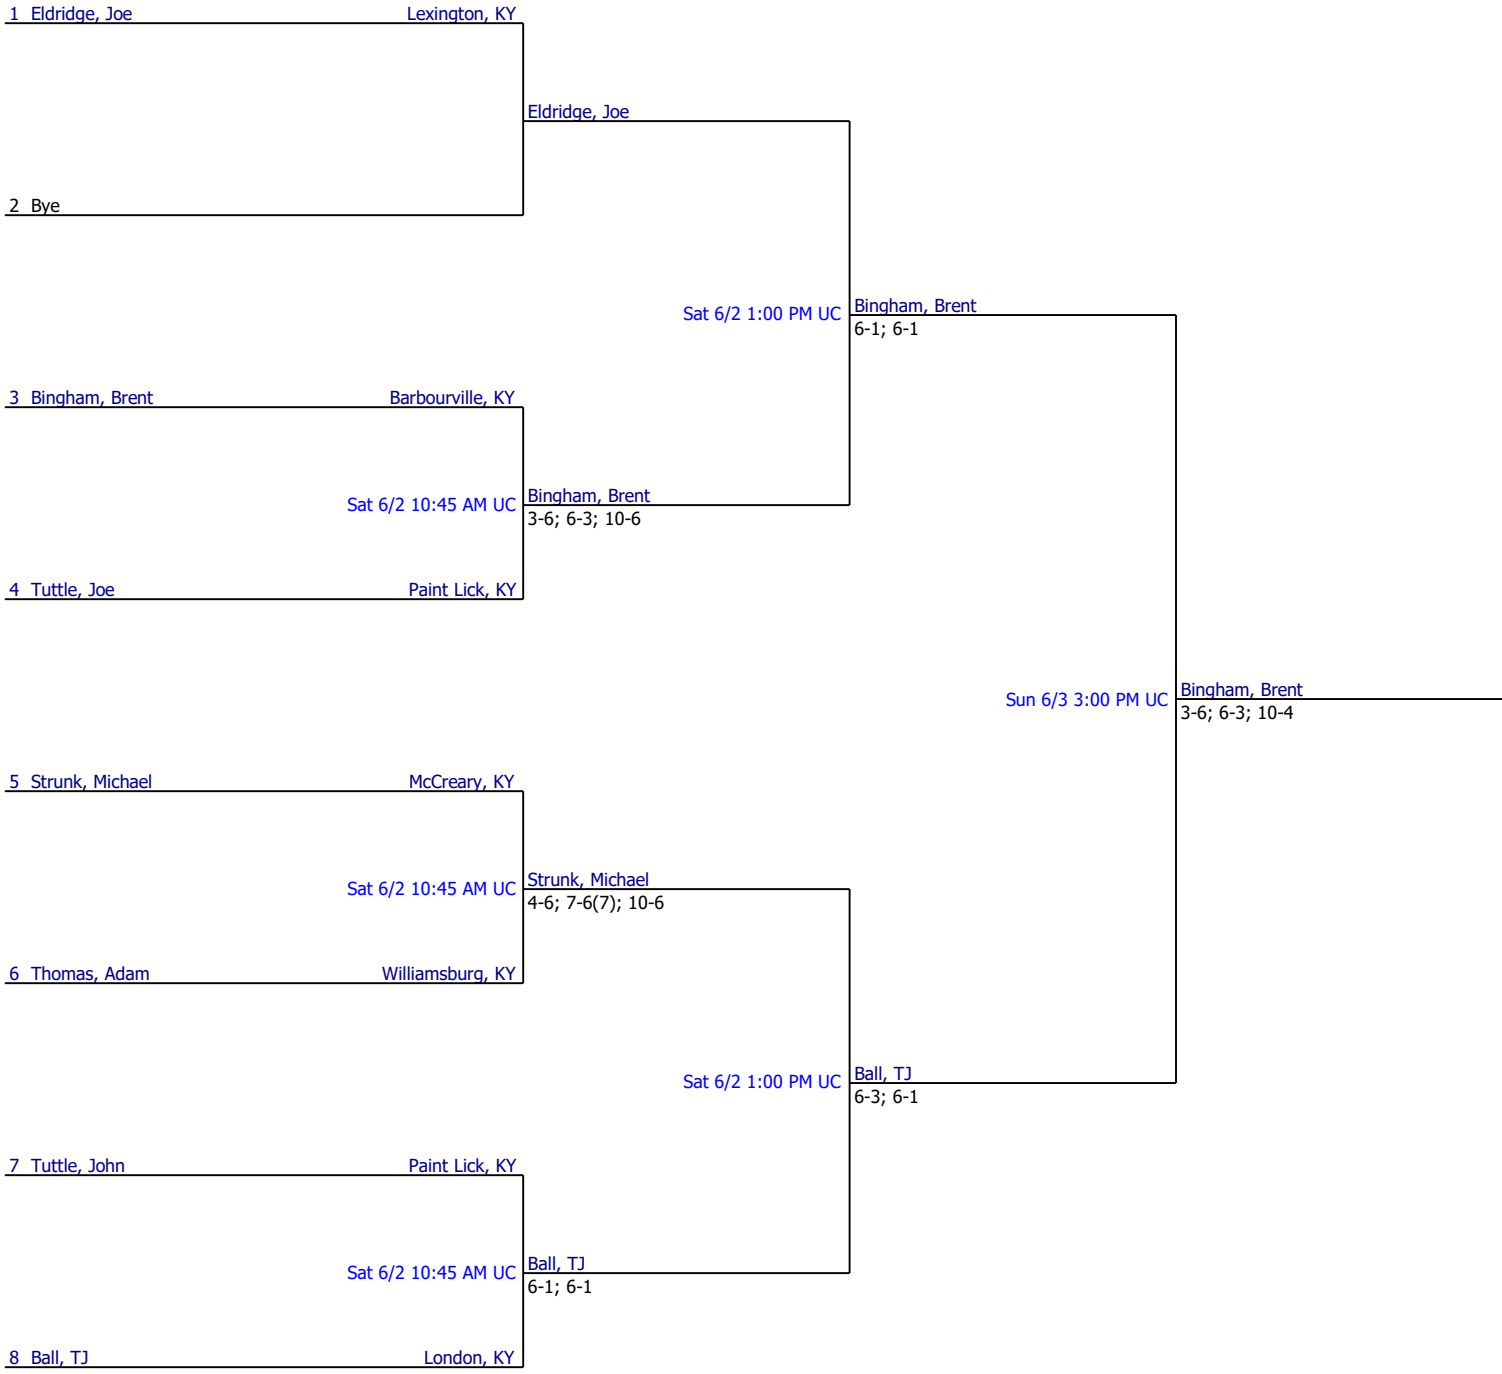 1 Eldridge, Joe Lexington, KY
Eldridge, Joe
2 Bye
Sat 6/2 1:00 PM UC Bingham, Brent
6-1; 6-1
3 Bingham, Brent Barbourville, KY
Sat 6/2 10:45 AM UC Bingham, Brent
3-6; 6-3; 10-6
4 Tuttle, Joe Paint Lick, KY
Sun 6/3 3:00 PM UC Bingham, Brent
3-6; 6-3; 10-4
5 Strunk, Michael McCreary, KY
Sat 6/2 10:45 AM UC Strunk, Michael
4-6; 7-6(7); 10-6
6 Thomas, Adam Williamsburg, KY
Sat 6/2 1:00 PM UC Ball, TJ
6-3; 6-1
7 Tuttle, John Paint Lick, KY
Sat 6/2 10:45 AM UC Ball, TJ
6-1; 6-1
8 Ball, TJ London, KY